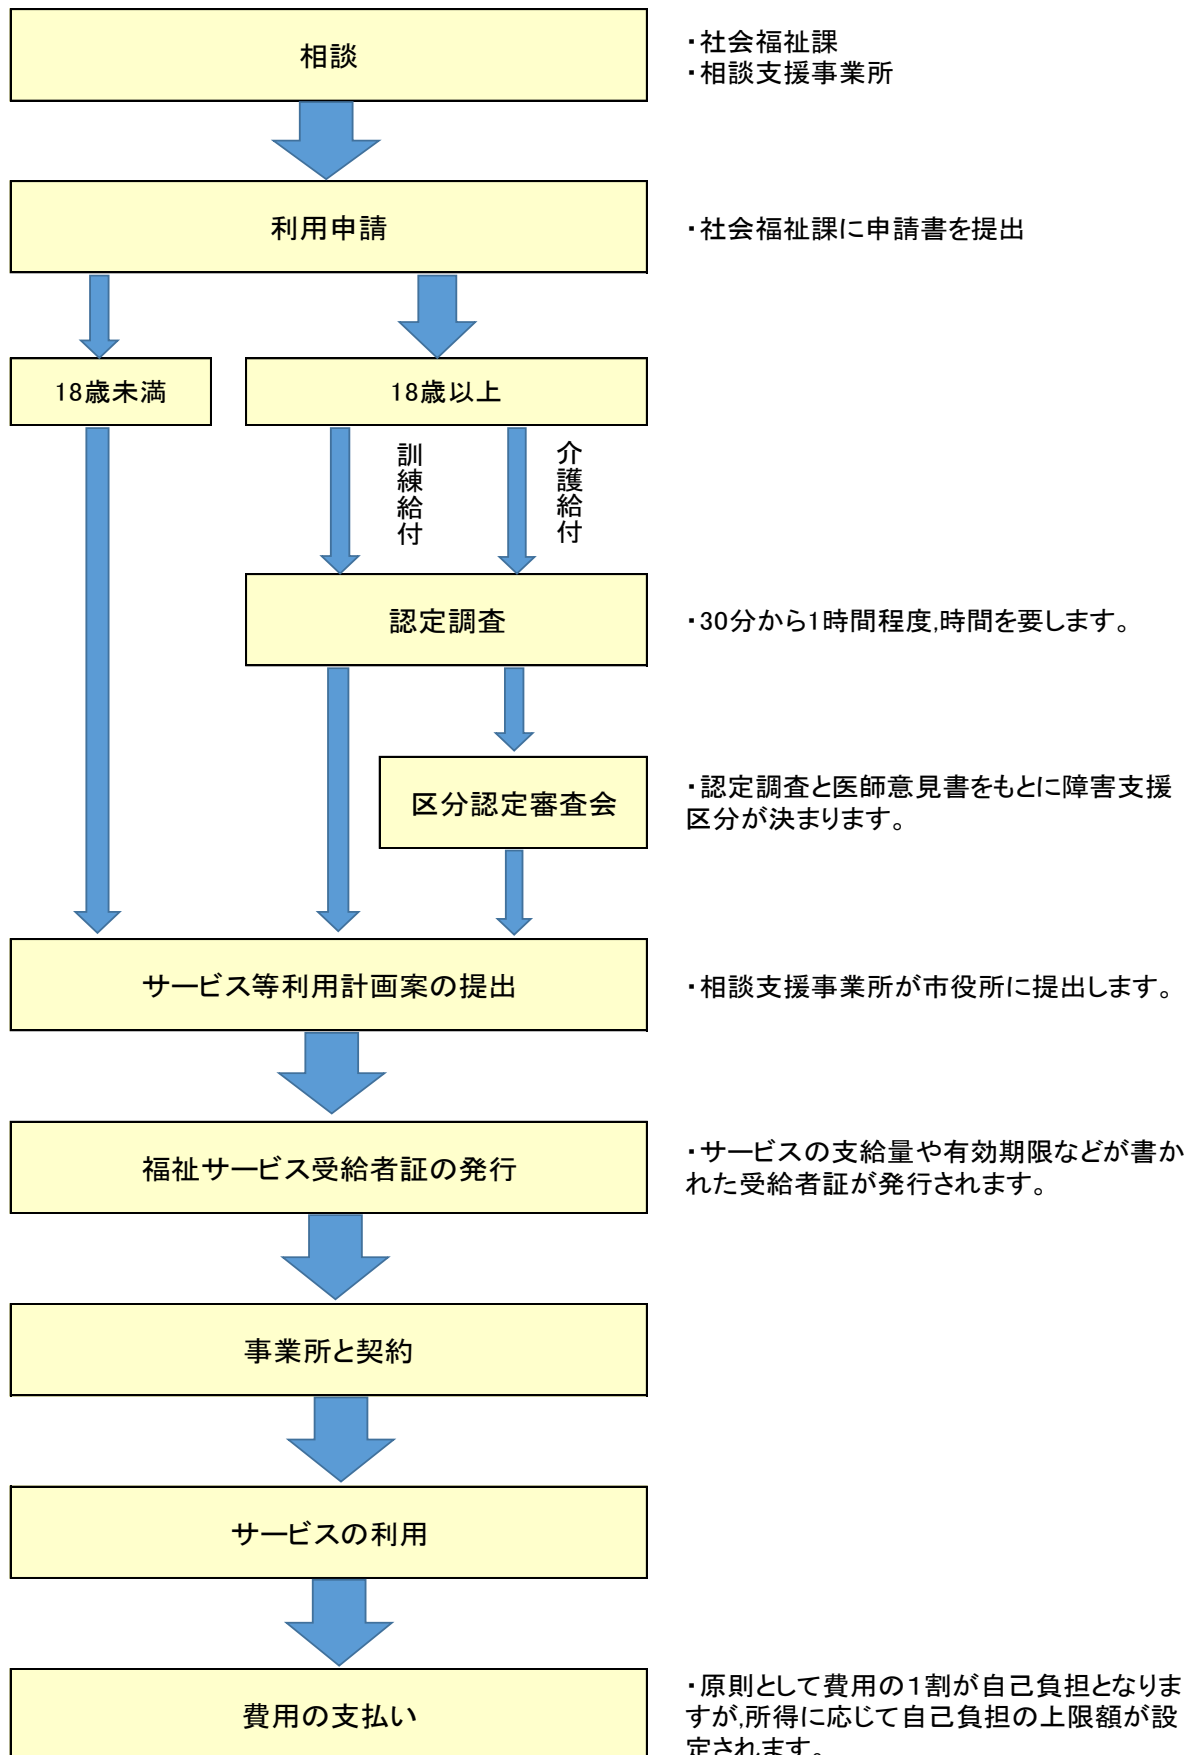 相談
・社会福祉課
・相談支援事業所
利用申請
・社会福祉課に申請書を提出
18歳未満
18歳以上
訓練給付
介護給付
認定調査
・30分から1時間程度,時間を要します。
区分認定審査会
・認定調査と医師意見書をもとに障害支援
区分が決まります。
サービス等利用計画案の提出
・相談支援事業所が市役所に提出します。
福祉サービス受給者証の発行
・サービスの支給量や有効期限などが書か
れた受給者証が発行されます。
事業所と契約
サービスの利用
費用の支払い
・原則として費用の１割が自己負担となりま
すが,所得に応じて自己負担の上限額が設
定されます。